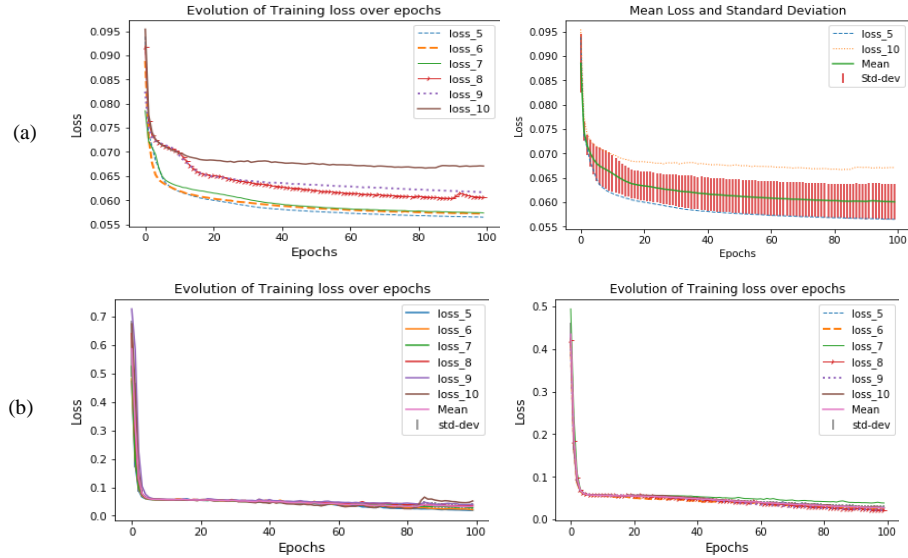 (a)
Evolution of Training loss over epochs
Loss
0.095
0.090
0.085
0.080
0.075
0.070
0.065
0.060
0.055
0
20
40
60
80
100
Epochs
loss_5
loss_6
loss_7
loss_8
loss_9
loss_10
Mean Loss and Standard Deviation
Loss
0.095
0.090
0.085
0.080
0.075
0.070
0.065
0.060
0.055
0
20
40
60
80
100
Epochs
loss_5
loss_10
Mean
Std-dev
(b)
Evolution of Training loss over epochs
Loss
0.7
0.6
0.5
0.4
0.3
0.2
0.1
0.0
0
20
40
60
80
100
Epochs
loss_5
loss_6
loss_7
loss_8
loss_9
loss_10
Mean
std-dev
Evolution of Training loss over epochs
Loss
0.5
0.4
0.3
0.2
0.1
0.0
0
20
40
60
80
100
Epochs
loss_5
loss_6
loss_7
loss_8
loss_9
loss_10
Mean
std-dev